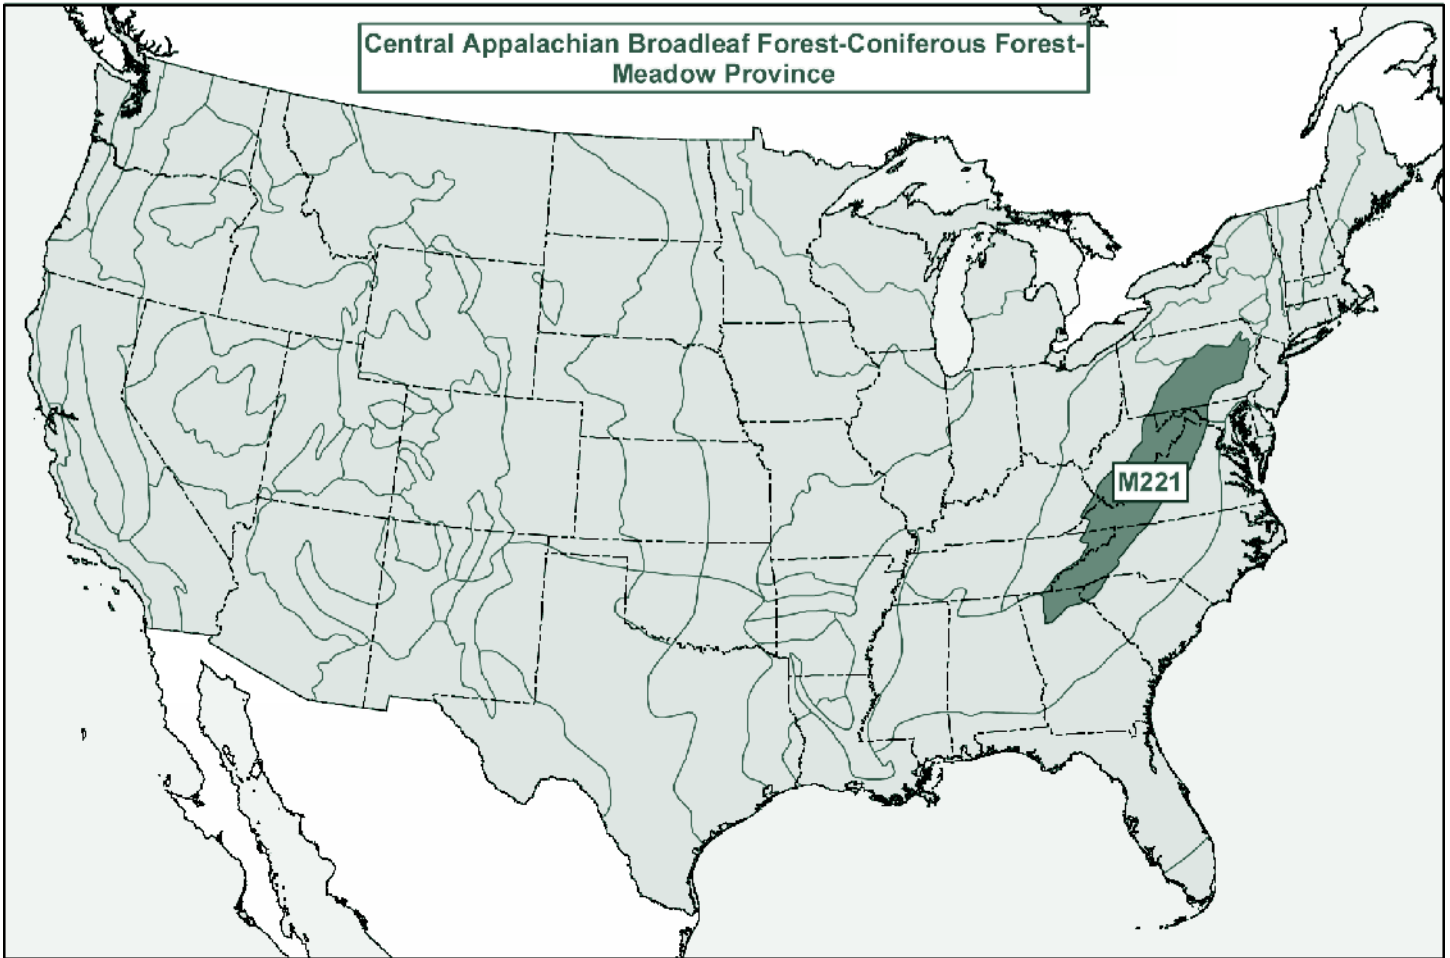 Central Appalachian Broadleaf Forest-Coniferous Forest-
Meadow Province
M221